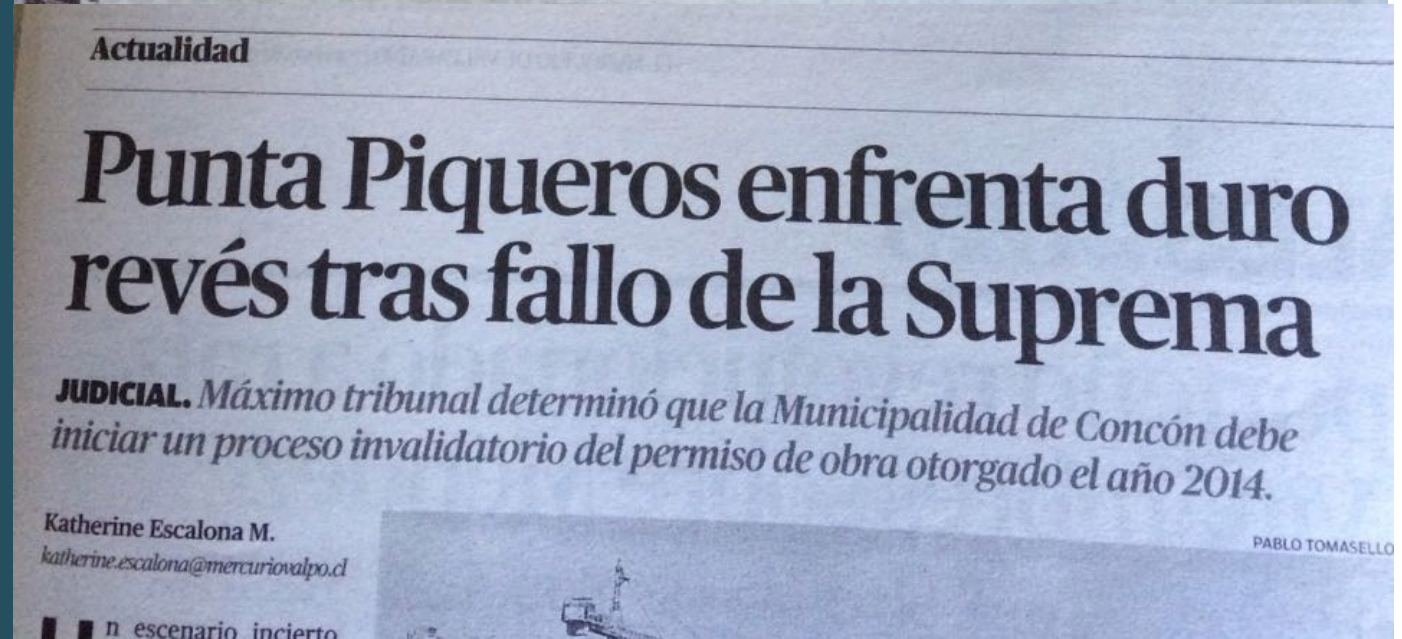 Actualidad
Punta Piqueros enfrenta duro
revés tras fallo de la Suprema
JUDICIAL. Máximo tribunal determinó que la Municipalidad de Concón debe
iniciar un proceso invalidatorio del permiso de obra otorgado el año 2014.
Katherine Escalona M.
katherine.escalona@mercuriovalpo.cl
PABLO TOMASELLO
Un escenario incierto